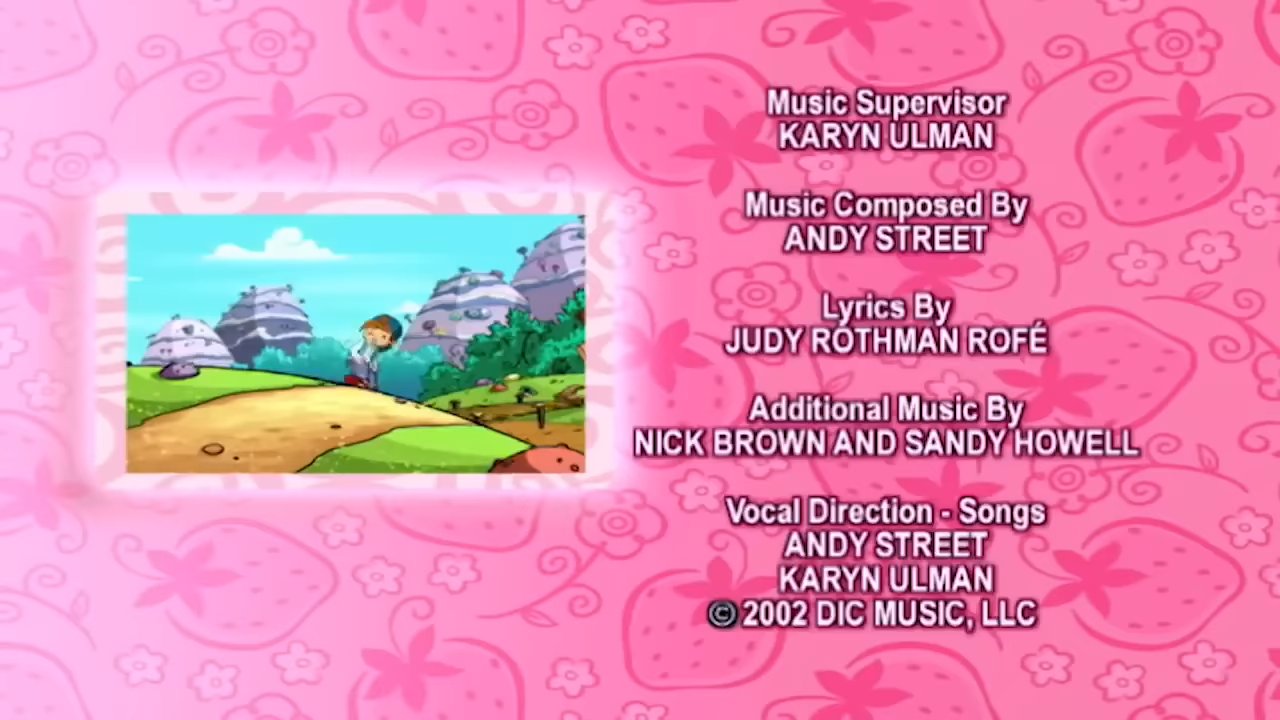 Music Supervisor
KARYN ULMAN
Music Composed By
ANDY STREET
Lyrics By
JUDY ROTHMAN ROFÉ
Additional Music By
NICK BROWN AND SANDY HOWELL
Vocal Direction - Songs
ANDY STREET
KARYN ULMAN
© 2002 DIC MUSIC, LLC